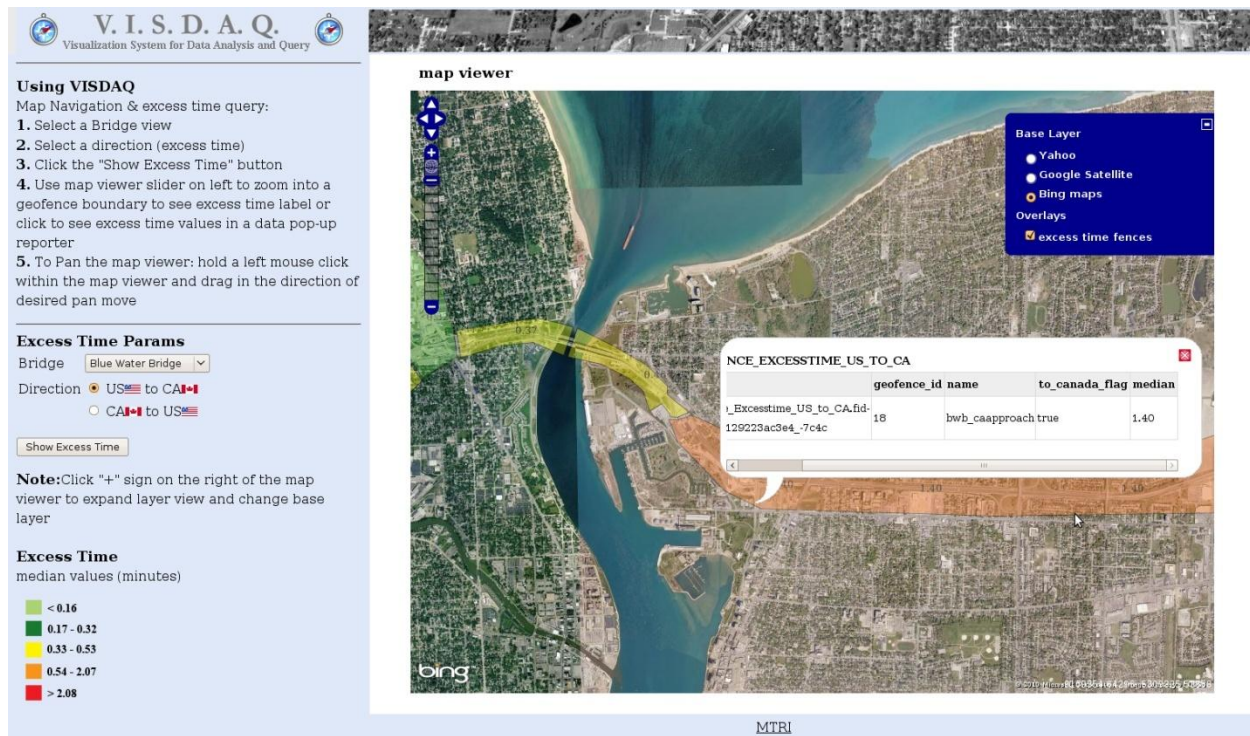 V. I. S. D. A. Q.
Visualization System for Data Analysis and Query
Using VISDAQ
Map Navigation & excess time query:
1. Select a Bridge view
2. Select a direction (excess time)
3. Click the "Show Excess Time" button
4. Use map viewer slider on left to zoom into a
geofence boundary to see excess time label or
click to see excess time values in a data pop-up
reporter
5. To Pan the map viewer: hold a left mouse click
within the map viewer and drag in the direction of
desired pan move
Excess Time Params
Bridge Blue Water Bridge
Direction US to CA
CA to US
Show Excess Time
Note:Click "+" sign on the right of the map
viewer to expand layer view and change base
layer
Excess Time
median values (minutes)
< 0.16
0.17 - 0.32
0.33 - 0.53
0.54 - 2.07
> 2.08
map viewer
Base Layer
Yahoo
Google Satellite
Bing maps
Overlays
excess time fences
0.37
NCE_EXCESSTIME_US_TO_CA
geofence_id name to_canada_flag median
_Excesstime_US_to_CA.fid-
129223ac3e4_-7c4c
18 bwb_caapproach true 1.40
1.40 1.40
bing
MTRI